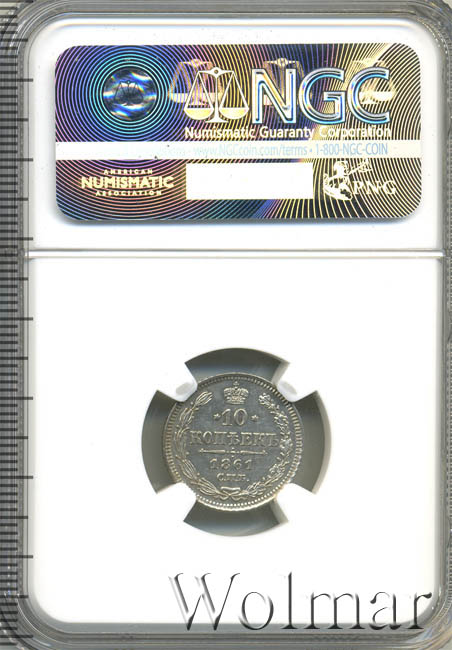 NGC
Numismatic Guaranty Corporation
www.NGCcoin.com/terms • 1-800-NGC-COIN
AMERICAN
NUMISMATIC
ASSOCIATION
PNG
10
КОПѢЕКЪ
1861
С.П.Б.
Wolmar